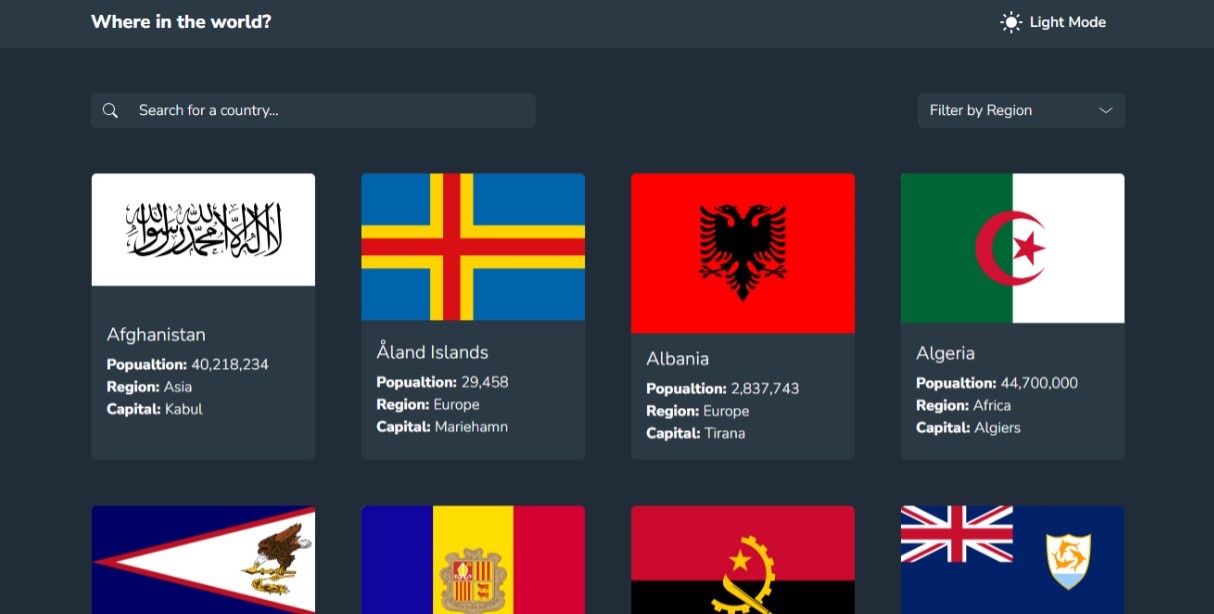 Where in the world?
Light Mode
Search for a country...
Filter by Region
لا إله إلا الله محمد رسول الله
Afghanistan
Popualtion: 40,218,234
Region: Asia
Capital: Kabul
Åland Islands
Popualtion: 29,458
Region: Europe
Capital: Mariehamn
Albania
Popualtion: 2,837,743
Region: Europe
Capital: Tirana
Algeria
Popualtion: 44,700,000
Region: Africa
Capital: Algiers